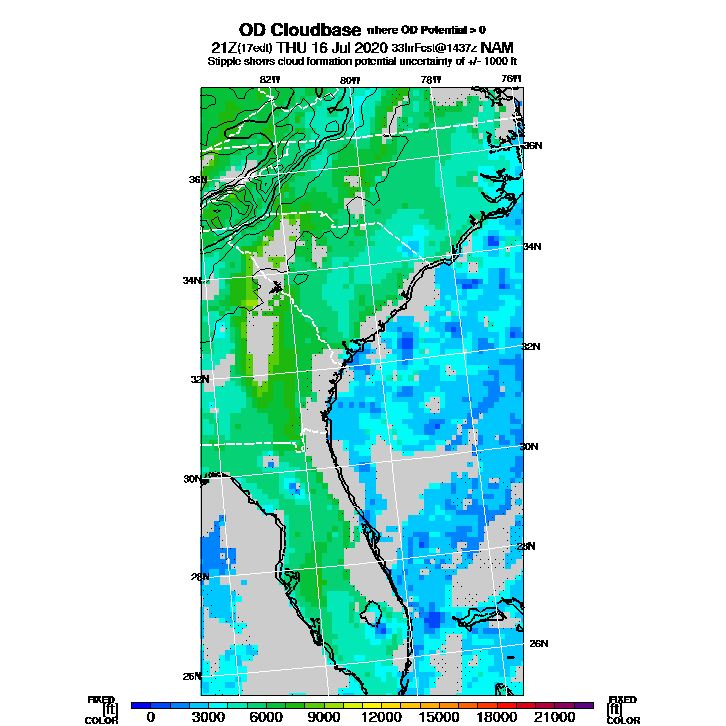 OD Cloudbase where OD Potential > 0
21Z(17edt) THU 16 Jul 2020 33hrFcst@1437z NAM
Stipple shows cloud formation potential uncertainty of +/- 1000 ft
82W 80W 78W 76W
36N
36N
34N
34N
32N
32N
30N
30N
28N
28N
26N
26N
FIXED FIXED
[ft] [ft]
COLOR 0 3000 6000 9000 12000 15000 18000 21000 COLOR